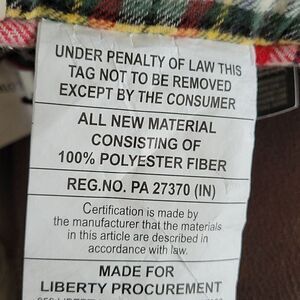 UNDER PENALTY OF LAW THIS
TAG NOT TO BE REMOVED
EXCEPT BY THE CONSUMER
ALL NEW MATERIAL
CONSISTING OF
100% POLYESTER FIBER
REG.NO. PA 27370 (IN)
Certification is made by
the manufacturer that the materials
in this article are described in
accordance with law.
MADE FOR
LIBERTY PROCUREMENT